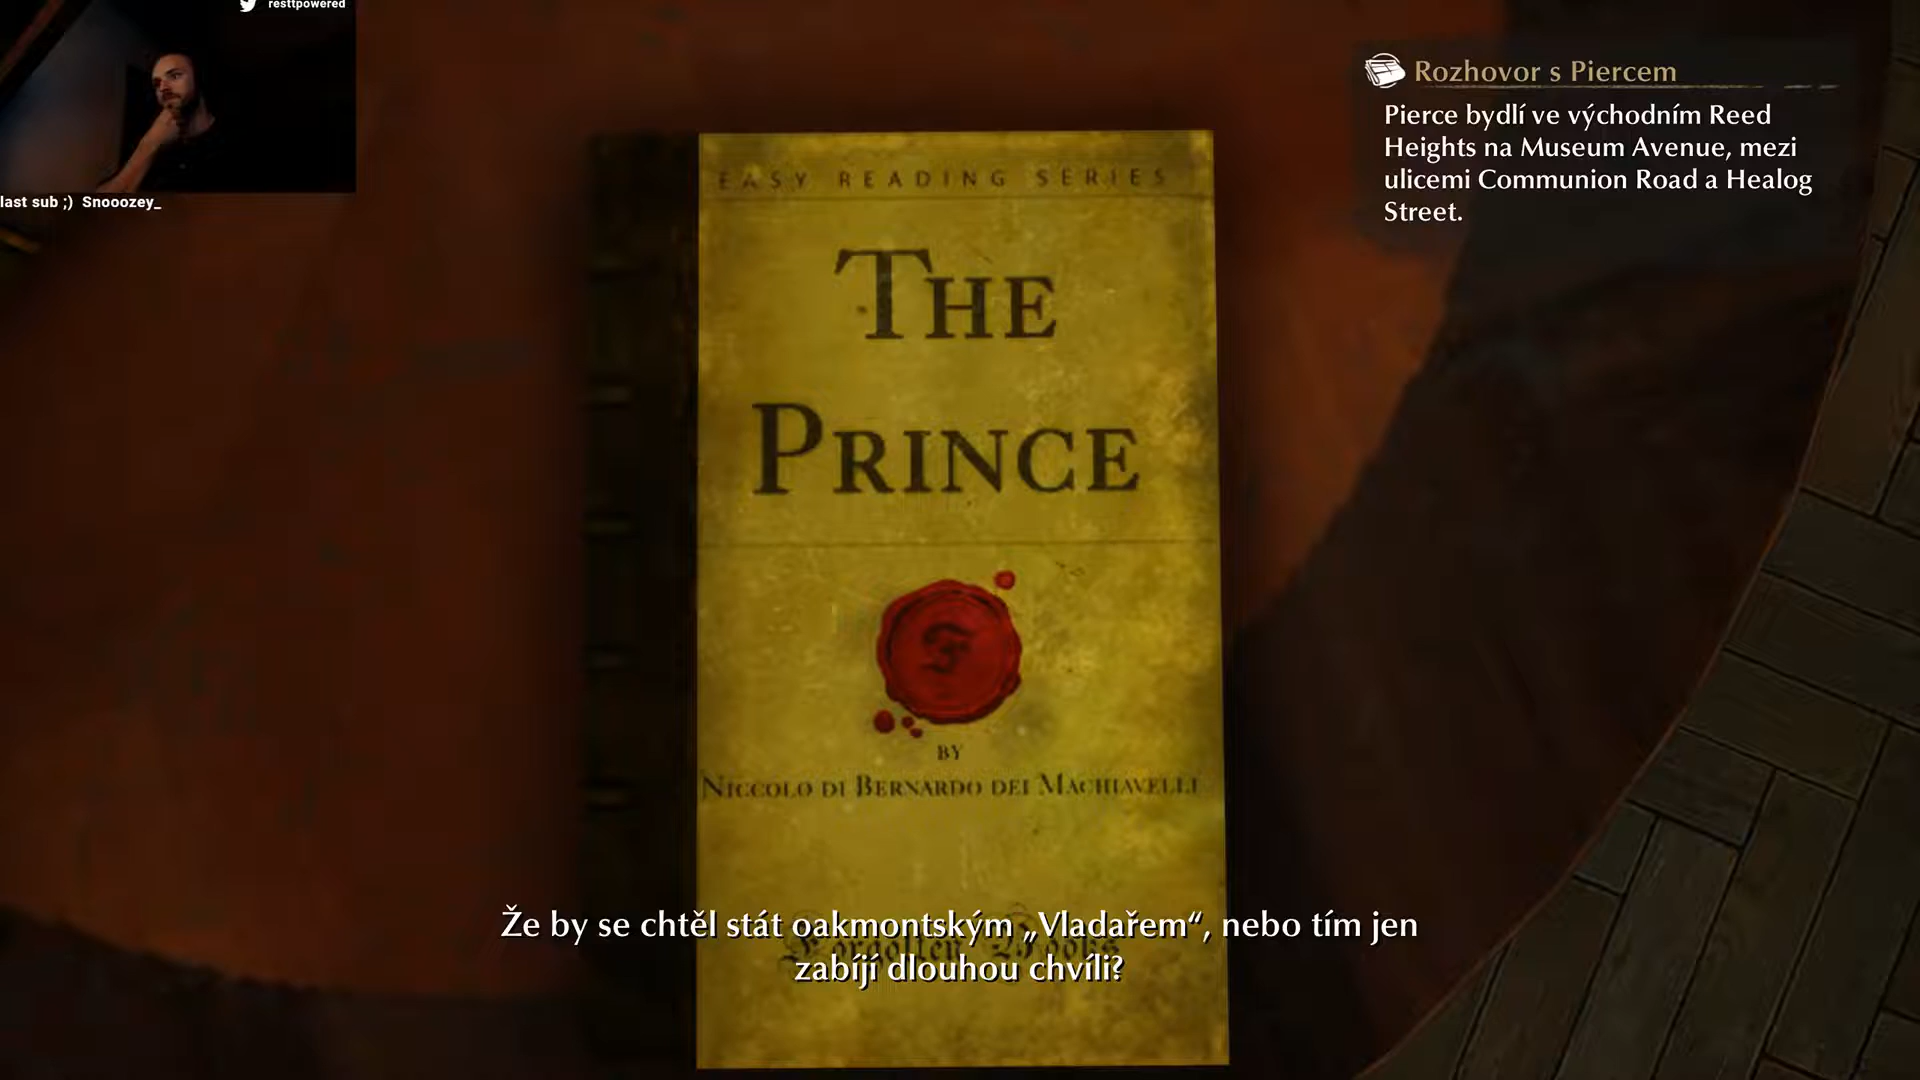 resttpowered
last sub ;) Snooozey_
Rozhovor s Piercem
Pierce bydlí ve východním Reed
Heights na Museum Avenue, mezi
ulicemi Communion Road a Healog
Street.
EASY READING SERIES
THE
PRINCE
F
BY
NICCOLO DI BERNARDO DEI MACHIAVELLI
Forgotten Books
Že by se chtěl stát oakmontským „Vladařem“, nebo tím jen
zabíjí dlouhou chvíli?